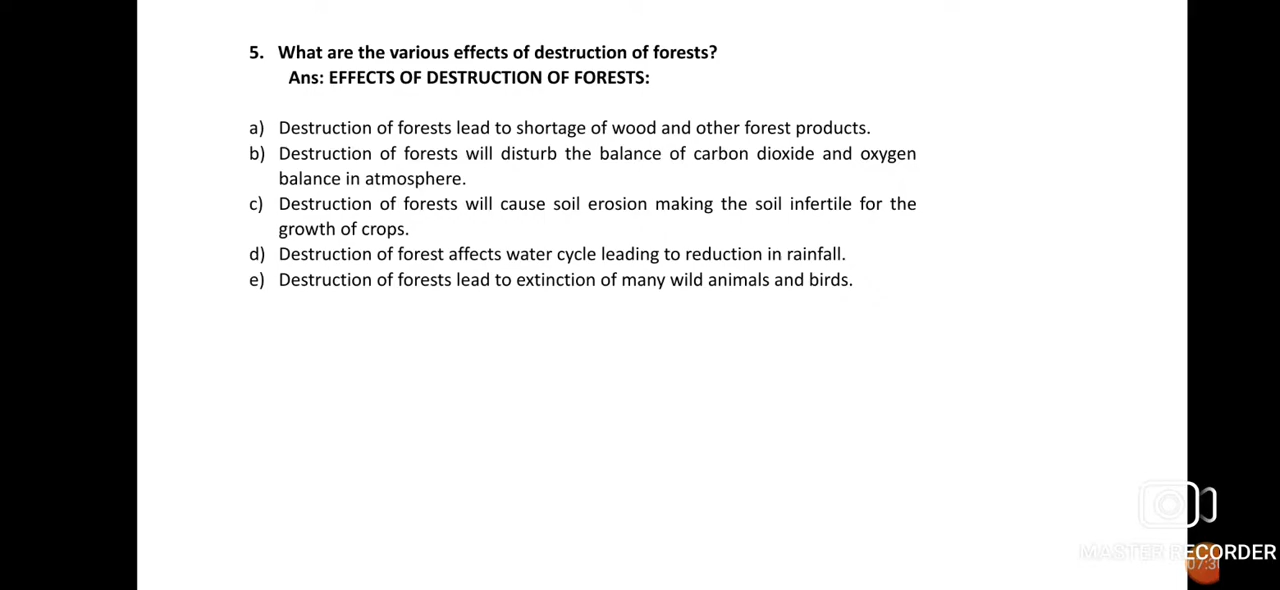 5. What are the various effects of destruction of forests?
Ans: EFFECTS OF DESTRUCTION OF FORESTS:
a) Destruction of forests lead to shortage of wood and other forest products.
b) Destruction of forests will disturb the balance of carbon dioxide and oxygen
balance in atmosphere.
c) Destruction of forests will cause soil erosion making the soil infertile for the
growth of crops.
d) Destruction of forest affects water cycle leading to reduction in rainfall.
e) Destruction of forests lead to extinction of many wild animals and birds.
MASTER RECORDER